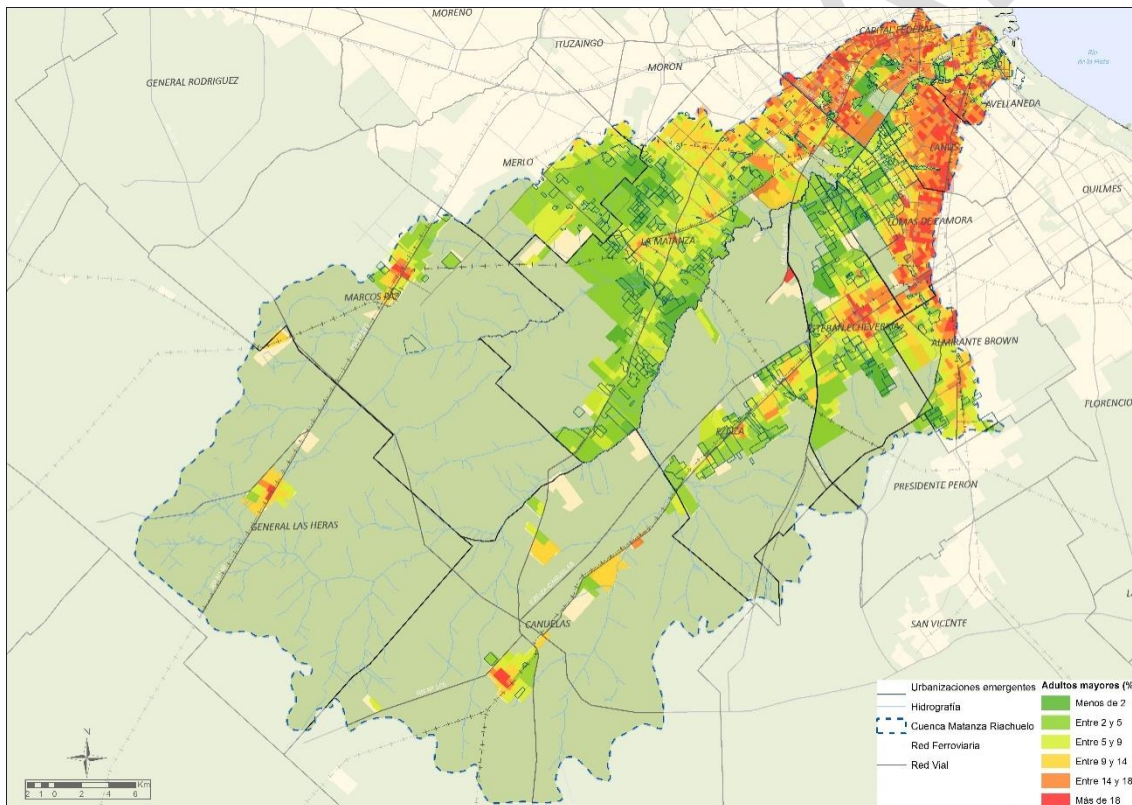 MORENO
CAPITAL FEDERAL
ITUZAINGO
Río
de la Plata
GENERAL RODRIGUEZ
MORON
AVELLANEDA
LANUS
MERLO
QUILMES
LOMAS DE ZAMORA
LA MATANZA
MARCOS PAZ
ESTEBAN ECHEVERRIA
ALMIRANTE BROWN
FLORENCIO
EZEIZA
PRESIDENTE PERON
GENERAL LAS HERAS
CAÑUELAS
SAN VICENTE
Urbanizaciones emergentes
Hidrografía
Cuenca Matanza Riachuelo
Red Ferroviaria
Red Vial
Adultos mayores (%
Menos de 2
Entre 2 y 5
Entre 5 y 9
Entre 9 y 14
Entre 14 y 18
Más de 18
N
2 1 0 2 4 6 Km